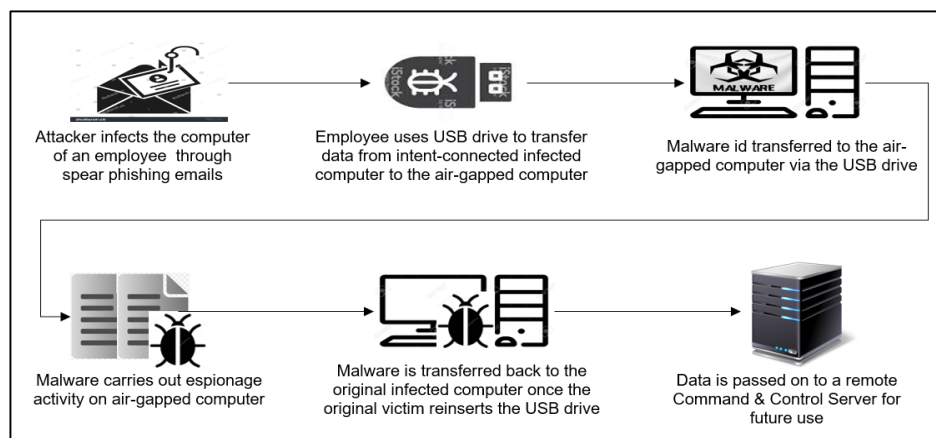 Attacker infects the computer
of an employee through
spear phishing emails
iStock
Employee uses USB drive to transfer
data from intent-connected infected
computer to the air-gapped computer
MALWARE
Malware id transferred to the air-
gapped computer via the USB drive
Malware carries out espionage
activity on air-gapped computer
Malware is transferred back to the
original infected computer once the
original victim reinserts the USB drive
Data is passed on to a remote
Command & Control Server for
future use